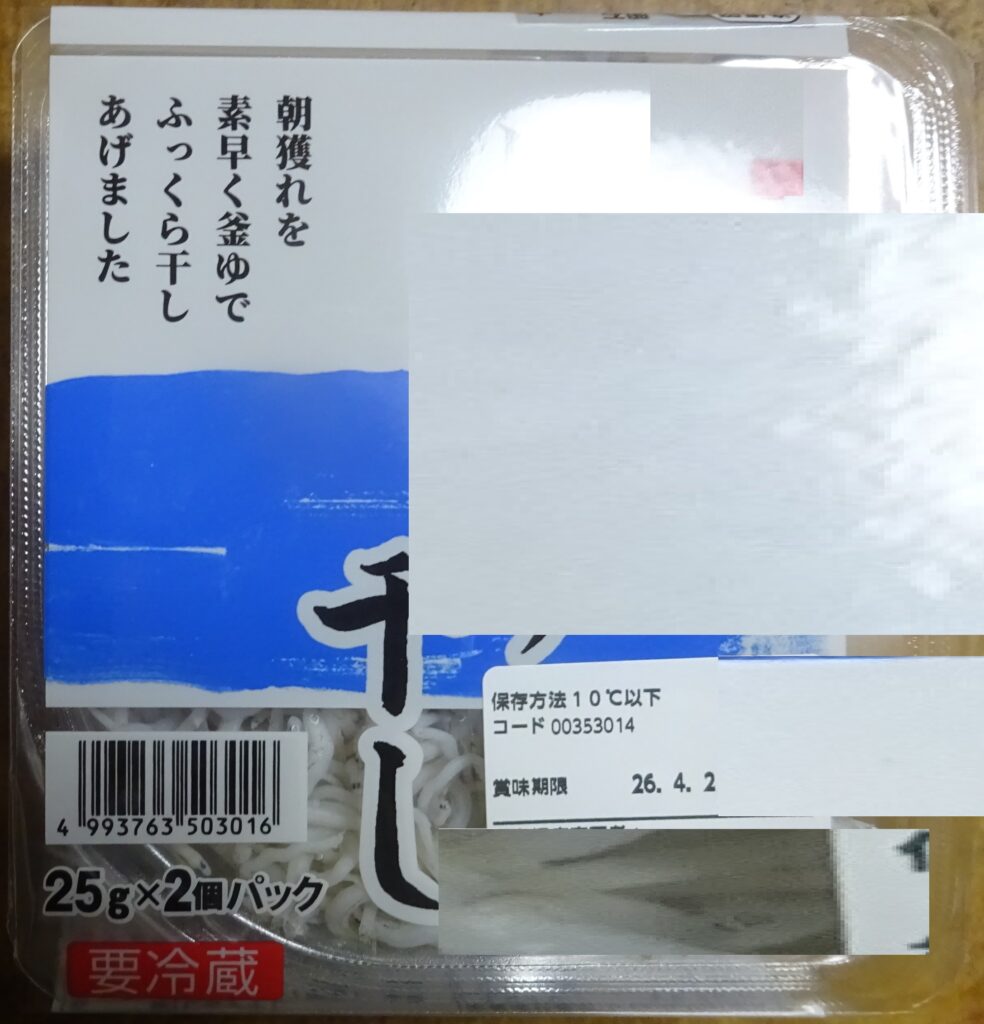 朝獲れを
素早く釜ゆで
ふっくら干し
あげました
干し
保存方法10℃以下
コード 00353014
賞味期限 26.4.2
4 993763 503016
25g×2個パック
要冷蔵